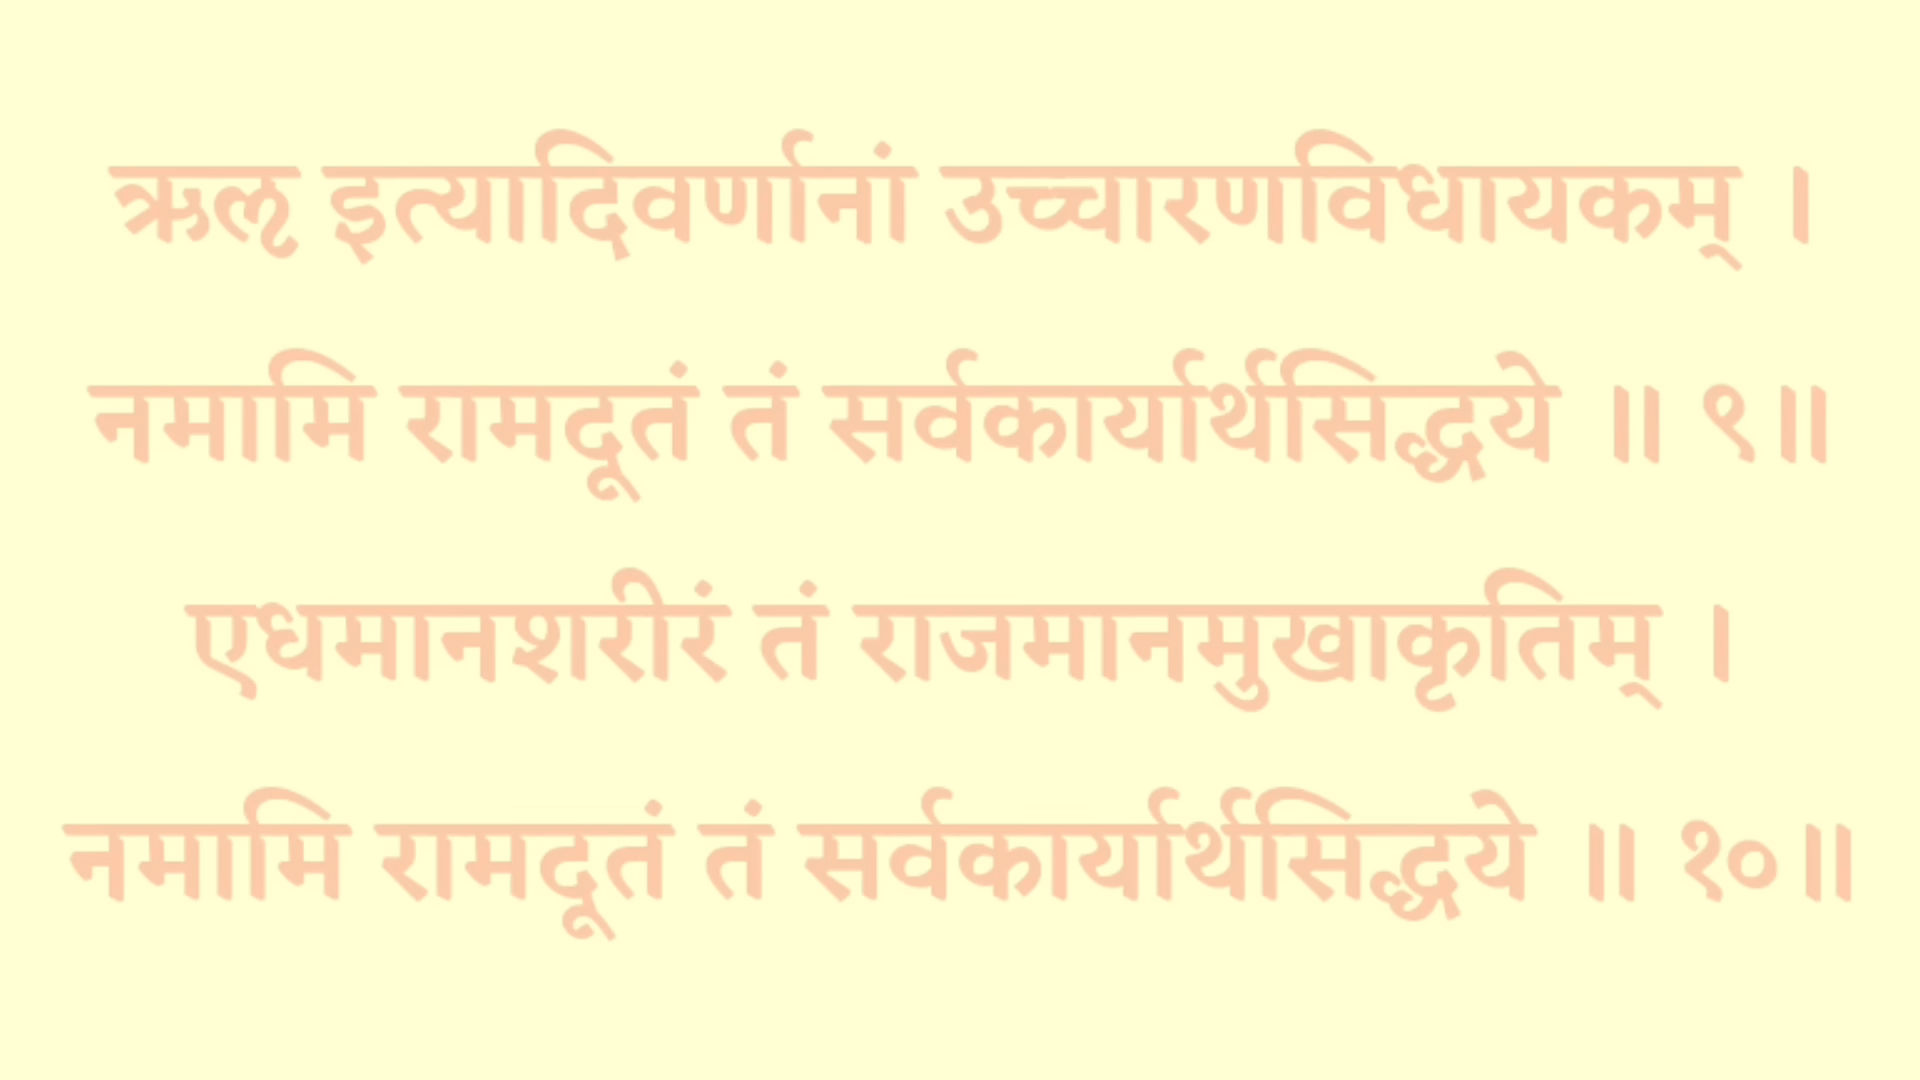 ऋऌ इत्यादिवर्णानां उच्चारणविधायकम् ।
नमामि रामदूतं तं सर्वकार्यार्थसिद्धये ॥ ९॥
एधमानशरीरं तं राजमानमुखाकृतिम् ।
नमामि रामदूतं तं सर्वकार्यार्थसिद्धये ॥ १०॥